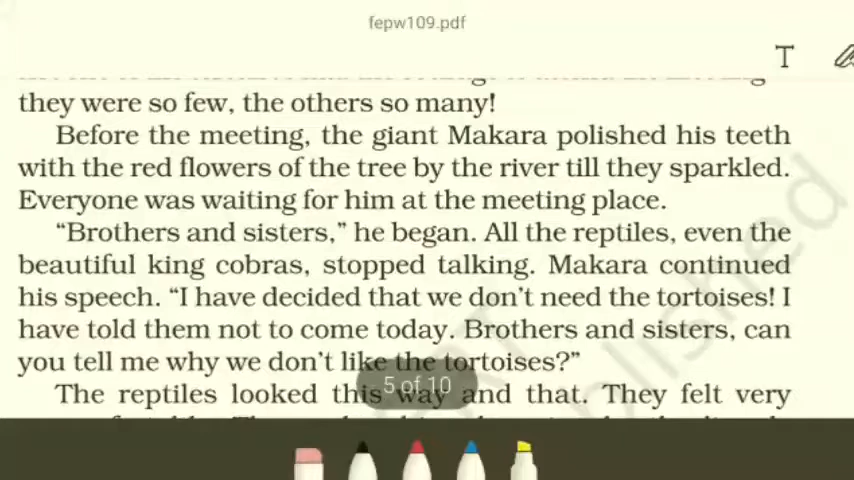 fepw109.pdf
T
they were so few, the others so many!
Before the meeting, the giant Makara polished his teeth
with the red flowers of the tree by the river till they sparkled.
Everyone was waiting for him at the meeting place.
“Brothers and sisters,” he began. All the reptiles, even the
beautiful king cobras, stopped talking. Makara continued
his speech. “I have decided that we don’t need the tortoises! I
have told them not to come today. Brothers and sisters, can
you tell me why we don’t like the tortoises?”
5 of 10
The reptiles looked this way and that. They felt very